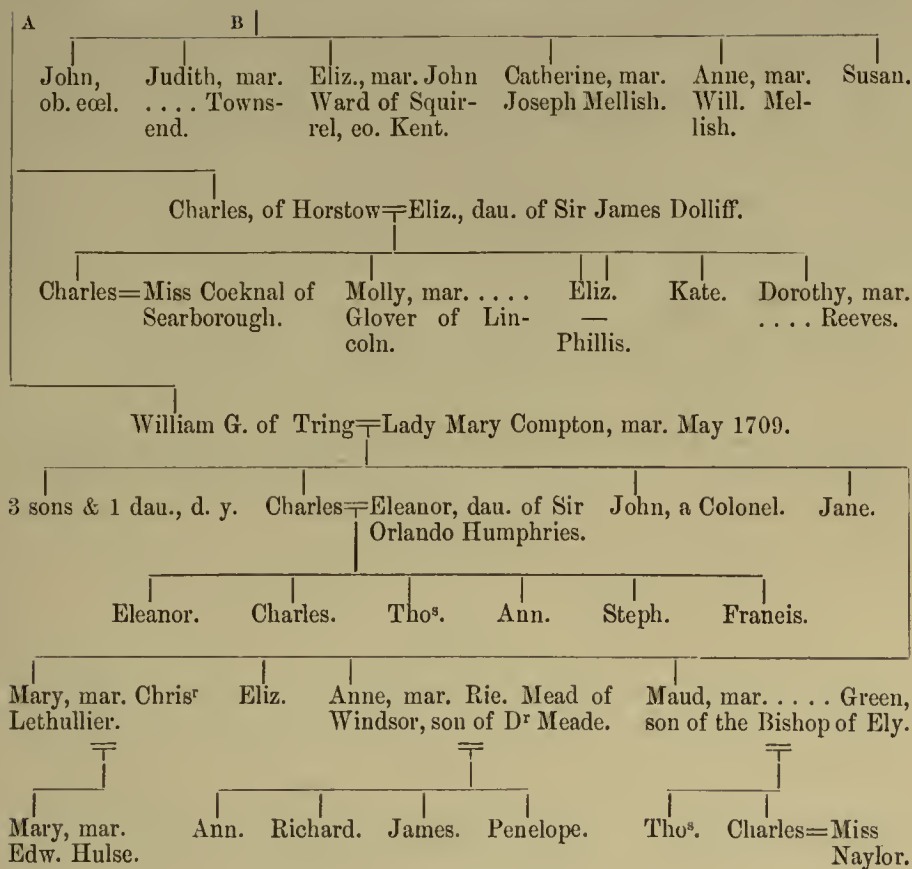 A B
John, Judith, mar. Eliz., mar. John Catherine, mar. Anne, mar. Susan.
ob. cœl. . . . . Towns- Ward of Squir- Joseph Mellish. Will. Mel-
end. rel, eo. Kent. lish.
Charles, of Horstow=Eliz., dau. of Sir James Dolliff.
Charles=Miss Coeknal of Molly, mar. . . . . . Eliz. Kate. Dorothy, mar.
Searborough. Glover of Lin- — . . . . Reeves.
coln. Phillis.
William G. of Tring=Lady Mary Compton, mar. May 1709.
3 sons & 1 dau., d. y. Charles=Eleanor, dau. of Sir John, a Colonel. Jane.
Orlando Humphries.
Eleanor. Charles. Thoˢ. Ann. Steph. Franeis.
Mary, mar. Chrisʳ Eliz. Anne, mar. Rie. Mead of Maud, mar. . . . . . Green,
Lethullier. Windsor, son of Dʳ Meade. son of the Bishop of Ely.
Mary, mar. Ann. Richard. James. Penelope. Thoˢ. Charles=Miss
Edw. Hulse. Naylor.